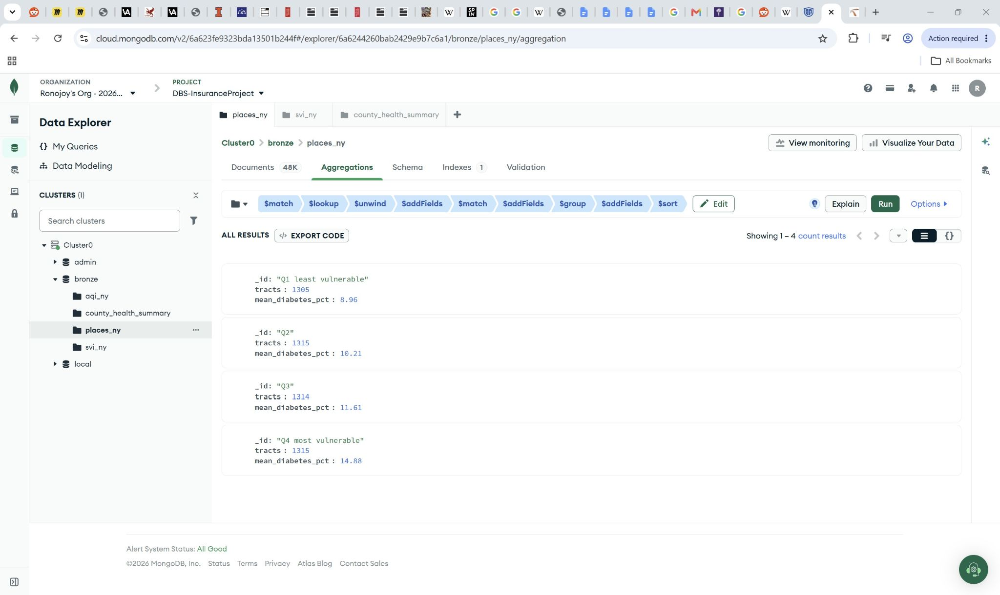 cloud.mongodb.com/v2/6a623fe9323bda13501b244f#/explorer/6a6244260bab2429e9b7c6a1/bronze/places_ny/aggregation
Action required
All Bookmarks
ORGANIZATION
Ronojoy's Org - 2026...
PROJECT
DBS-InsuranceProject
R
Data Explorer
My Queries
Data Modeling
CLUSTERS (1)
Search clusters
Cluster0
admin
bronze
aqi_ny
county_health_summary
places_ny
svi_ny
local
places_ny svi_ny county_health_summary
Cluster0 > bronze > places_ny
View monitoring Visualize Your Data
Documents 48K Aggregations Schema Indexes 1 Validation
$match $lookup $unwind $addFields $match $addFields $group $addFields $sort Edit Explain Run Options
ALL RESULTS </> EXPORT CODE Showing 1 – 4 count results {}
_id: "Q1 least vulnerable"
tracts : 1305
mean_diabetes_pct : 8.96
_id: "Q2"
tracts : 1315
mean_diabetes_pct : 10.21
_id: "Q3"
tracts : 1314
mean_diabetes_pct : 11.61
_id: "Q4 most vulnerable"
tracts : 1315
mean_diabetes_pct : 14.88
Alert System Status: All Good
©2026 MongoDB, Inc. Status Terms Privacy Atlas Blog Contact Sales